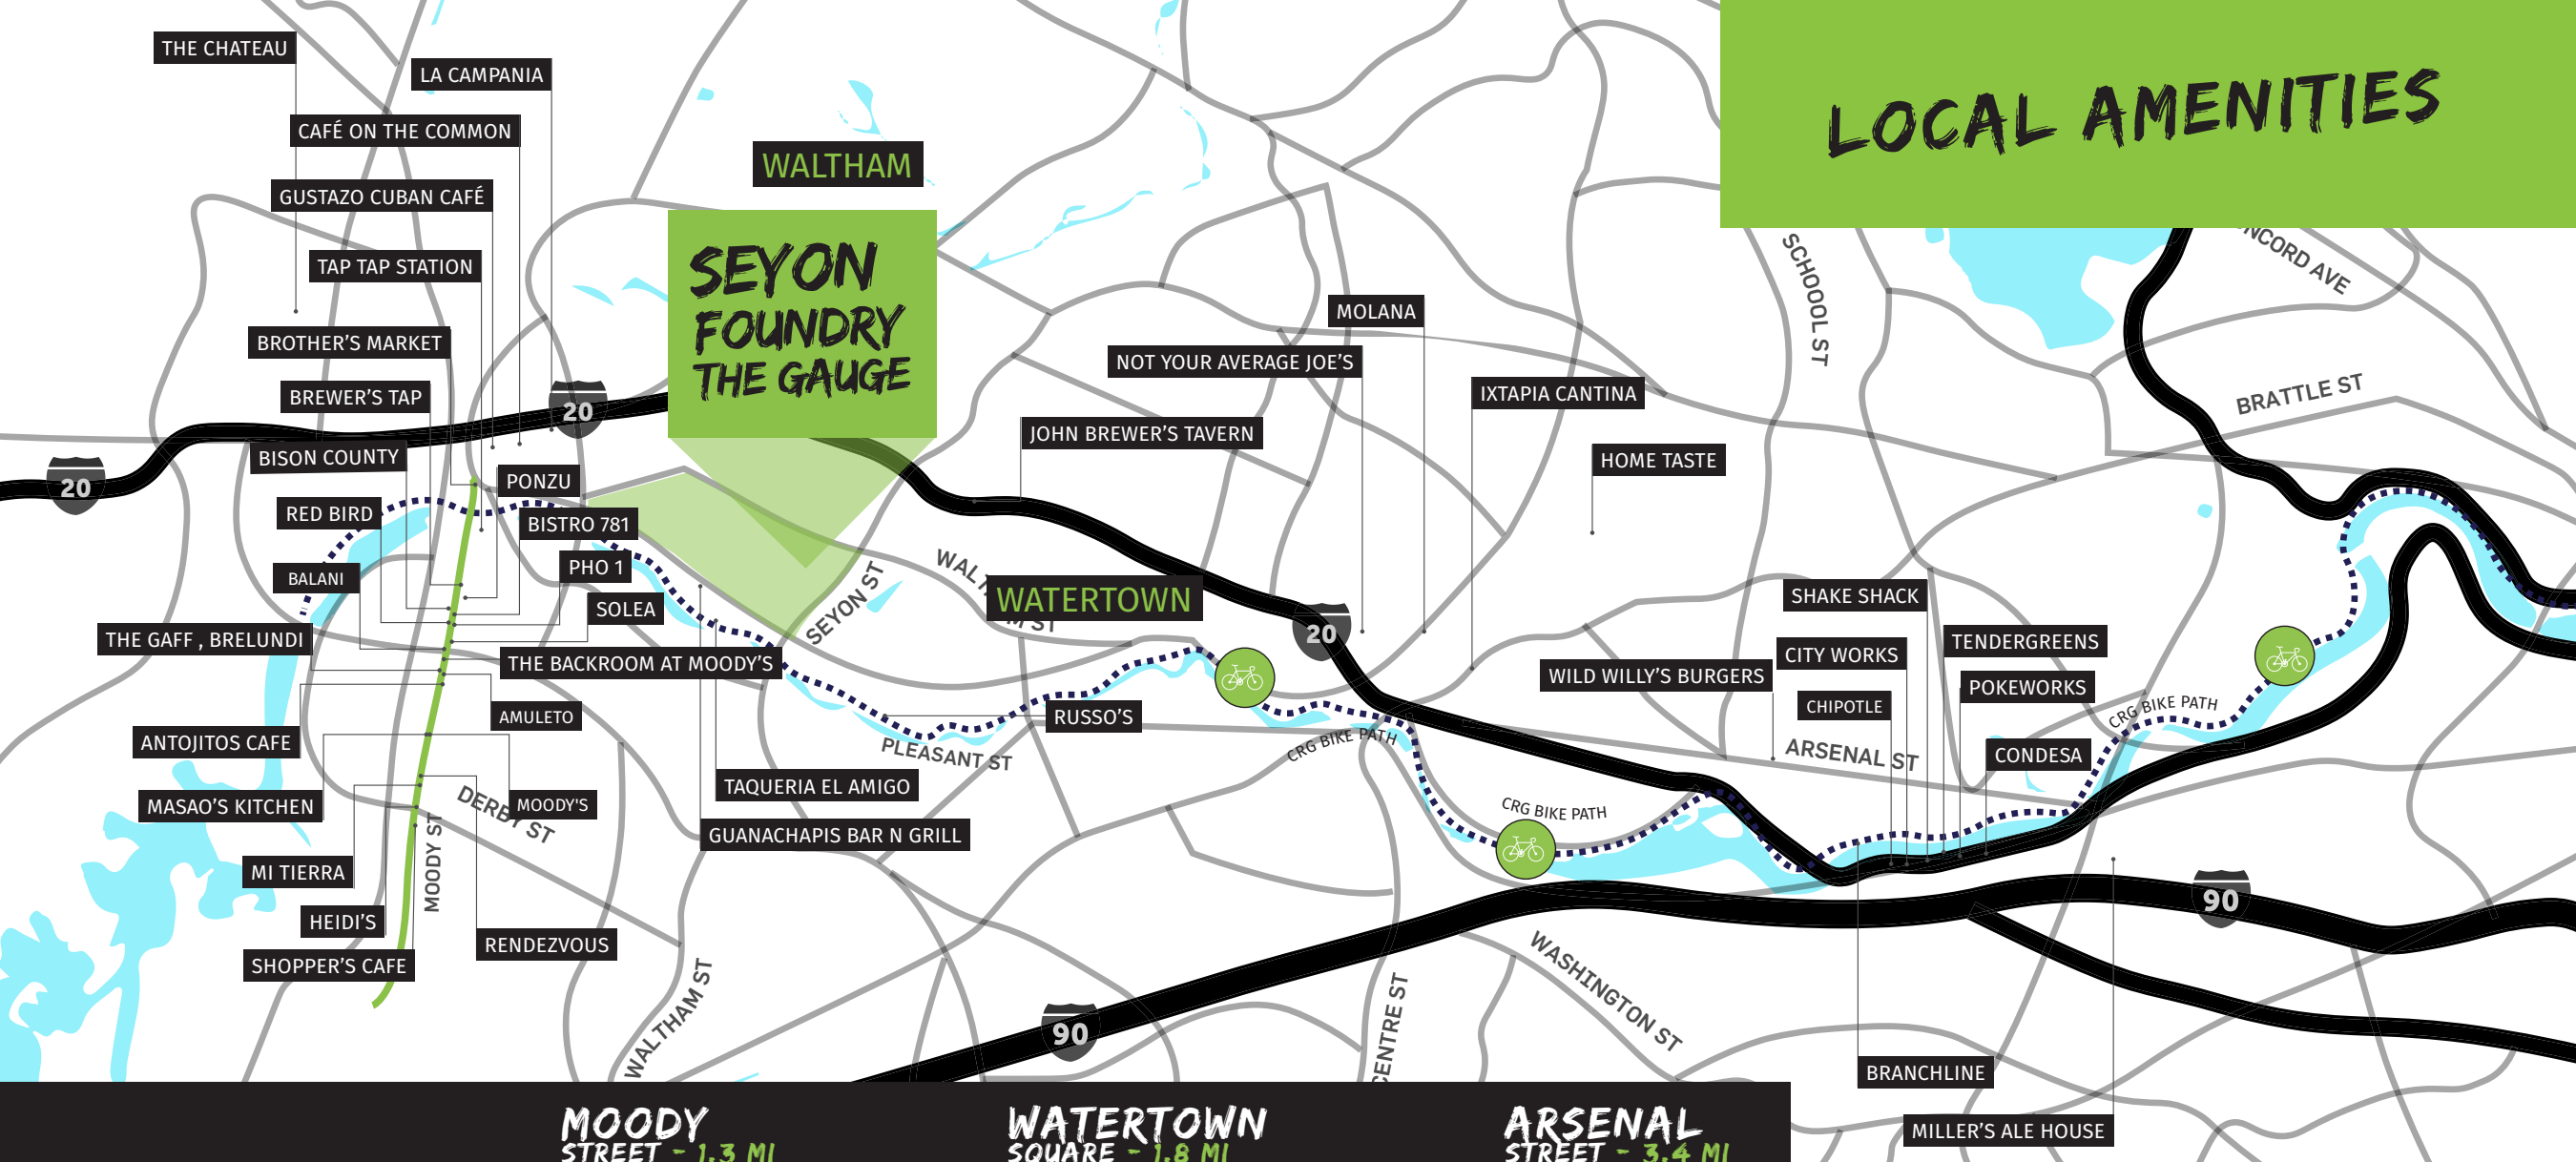 LOCAL AMENITIES
THE CHATEAU
LA CAMPANIA
CAFÉ ON THE COMMON
WALTHAM
GUSTAZO CUBAN CAFÉ
TAP TAP STATION
SEYON
FOUNDRY
THE GAUGE
SCHOOOL ST
NCORD AVE
MOLANA
BROTHER'S MARKET
NOT YOUR AVERAGE JOE'S
BREWER'S TAP
IXTAPIA CANTINA
BRATTLE ST
20
JOHN BREWER'S TAVERN
BISON COUNTY
HOME TASTE
20
PONZU
RED BIRD
BISTRO 781
PHO 1
BALANI
WAL
WATERTOWN
ST
SEYON ST
SHAKE SHACK
SOLEA
20
THE GAFF , BRELUNDI
TENDERGREENS
CITY WORKS
THE BACKROOM AT MOODY'S
WILD WILLY'S BURGERS
POKEWORKS
CHIPOTLE
AMULETO
RUSSO'S
CRG BIKE PATH
ANTOJITOS CAFE
PLEASANT ST
CRG BIKE PATH
ARSENAL ST
CONDESA
TAQUERIA EL AMIGO
MASAO'S KITCHEN
MOODY'S
DERBY ST
CRG BIKE PATH
GUANACHAPIS BAR N GRILL
MOODY ST
MI TIERRA
90
HEIDI'S
RENDEZVOUS
SHOPPER'S CAFE
WASHINGTON ST
WALTHAM ST
90
CENTRE ST
BRANCHLINE
MILLER'S ALE HOUSE
MOODY
STREET - 1.3 MI
WATERTOWN
SQUARE - 1.8 MI
ARSENAL
STREET - 3.4 MI